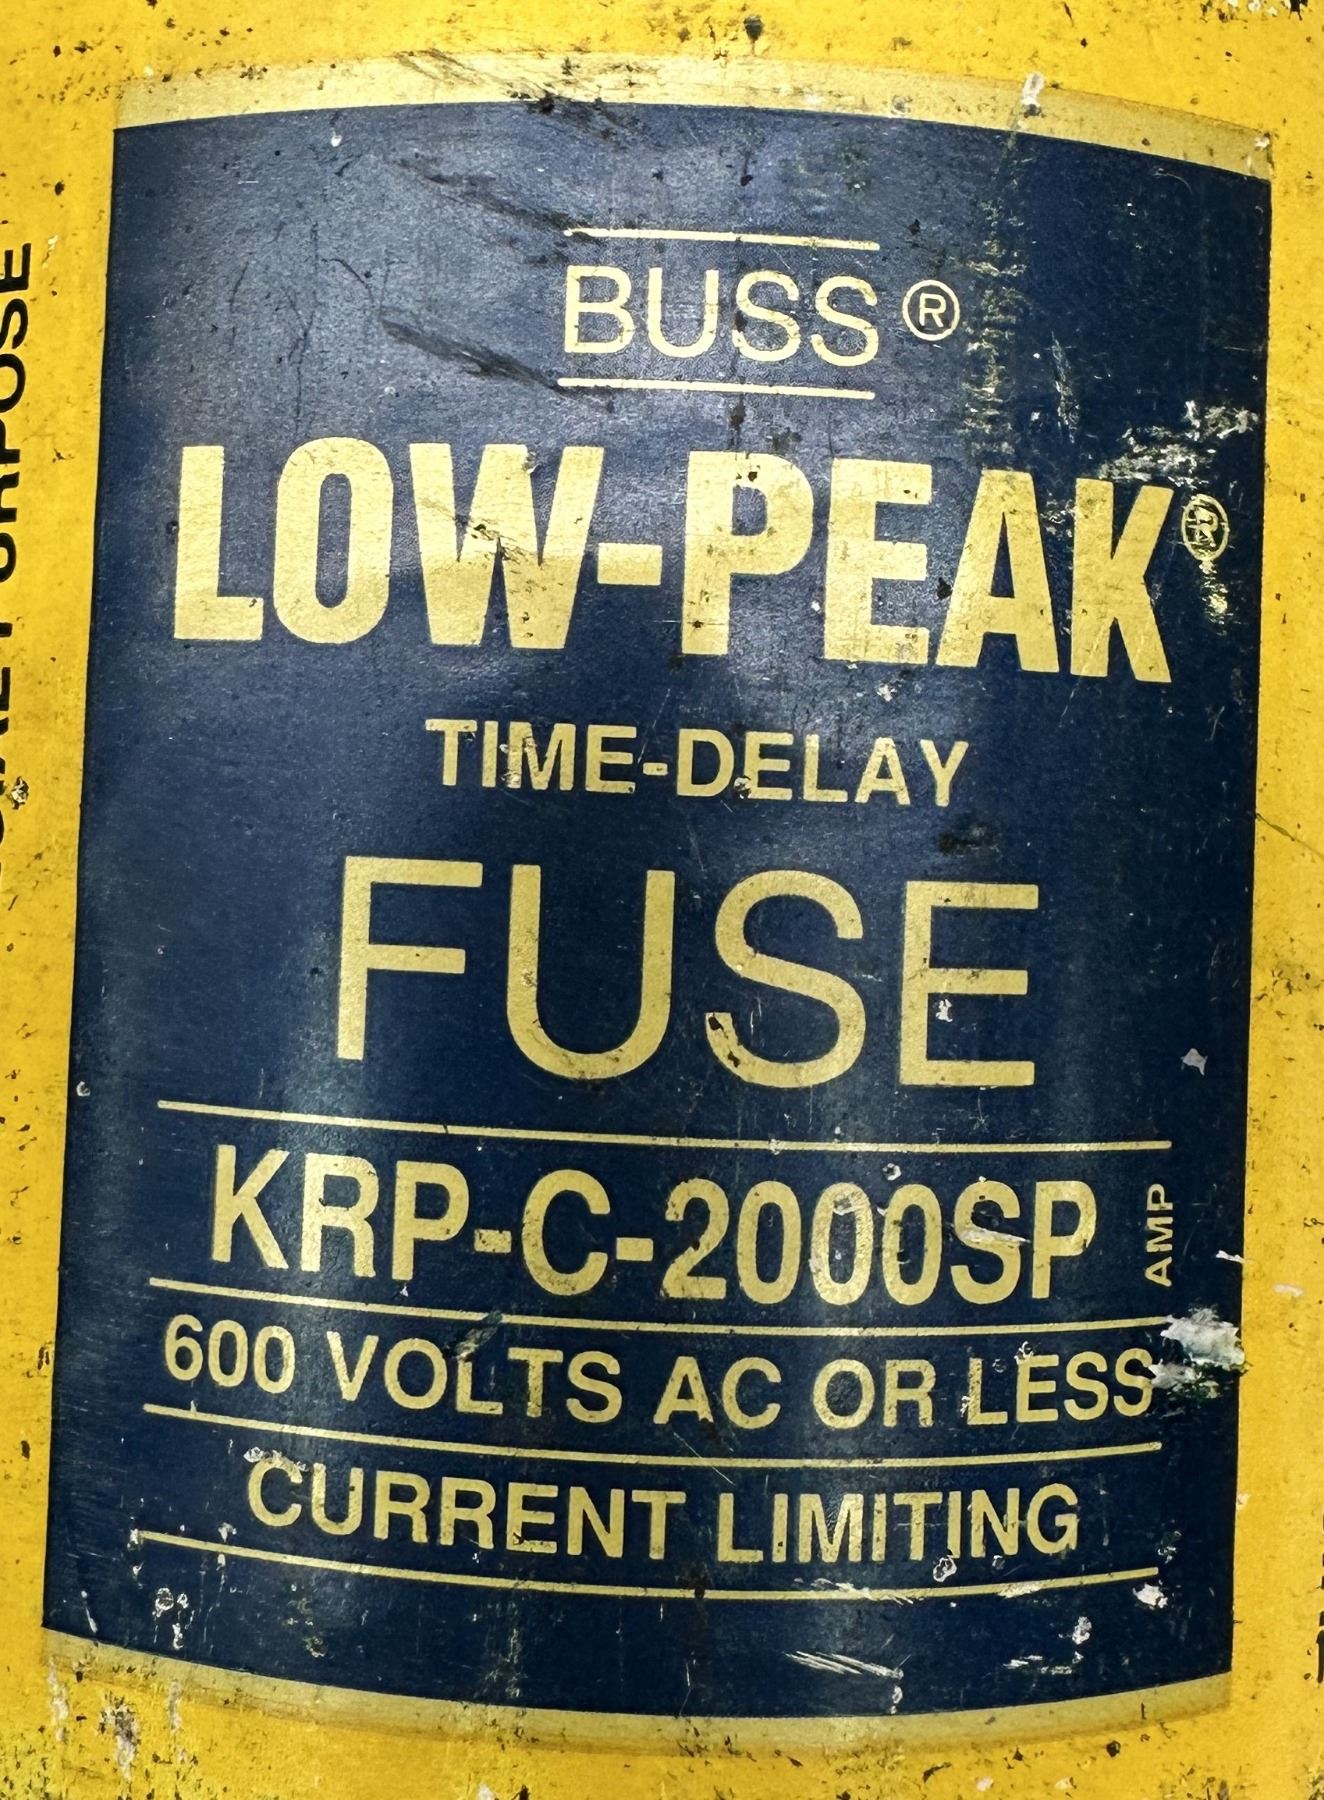 BUSS®
LOW-PEAK®
TIME-DELAY
FUSE
KRP-C-2000SP AMP
600 VOLTS AC OR LESS
CURRENT LIMITING